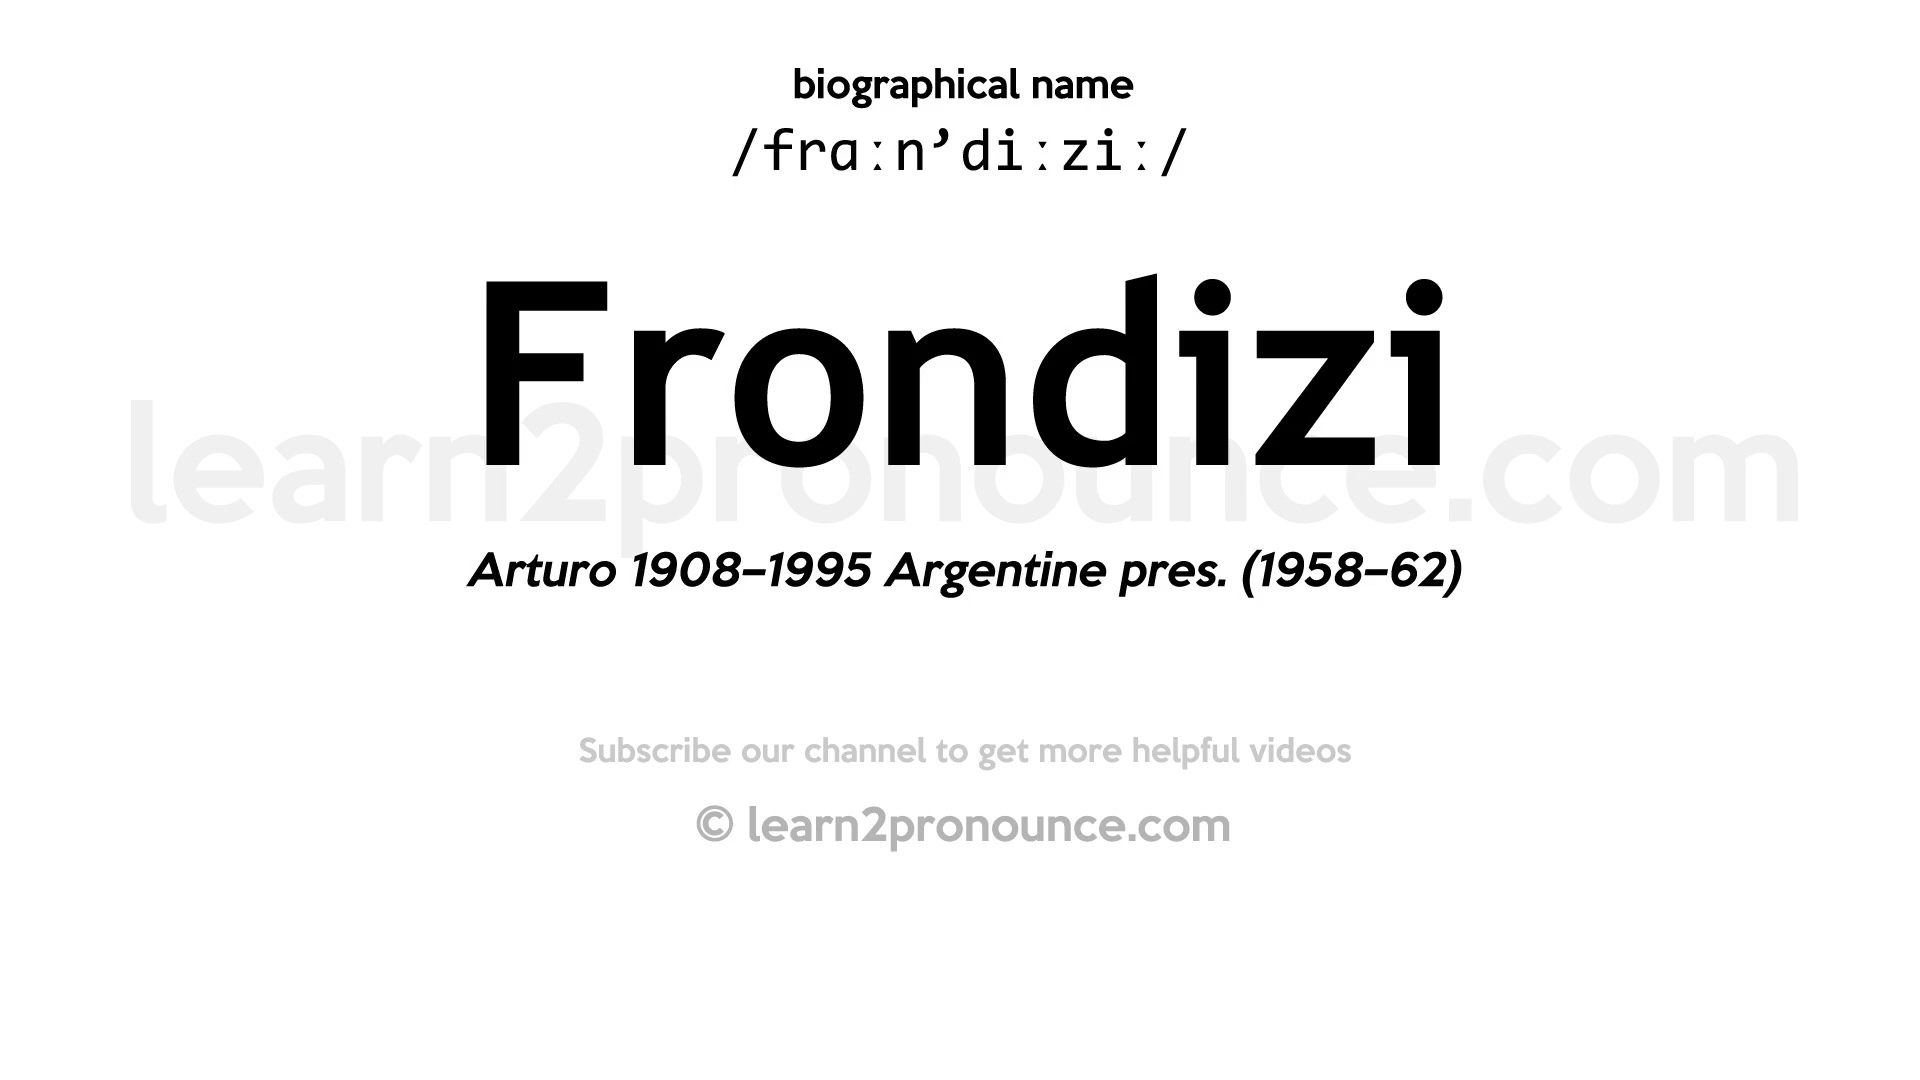 biographical name
/frɑːn’diːziː/
Frondizi
learn2pronounce.com
Arturo 1908–1995 Argentine pres. (1958–62)
Subscribe our channel to get more helpful videos
© learn2pronounce.com